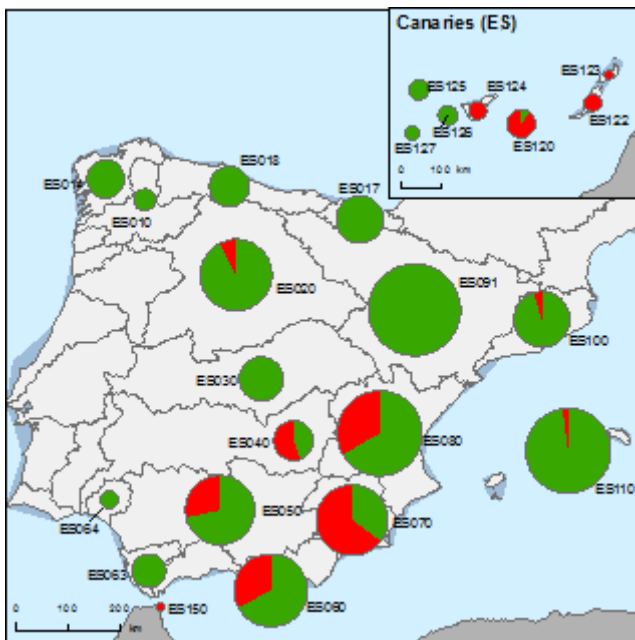 Canaries (ES)
ES123
ES125
ES124
ES126
ES122
ES127
ES120
0 100 km
ES018
ES014
ES017
ES010
ES020
ES091
ES100
ES030
ES040
ES080
ES110
ES050
ES064
ES070
ES063
ES060
ES150
0 100 200
km